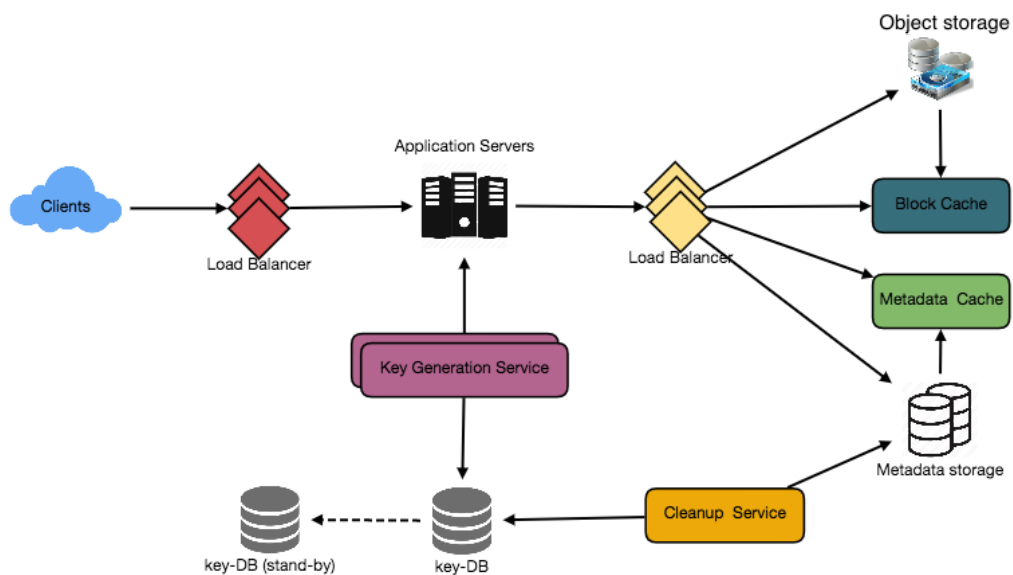 Object storage
Application Servers
Clients
Block Cache
Load Balancer
Load Balancer
Metadata Cache
Key Generation Service
Metadata storage
Cleanup Service
key-DB (stand-by)
key-DB